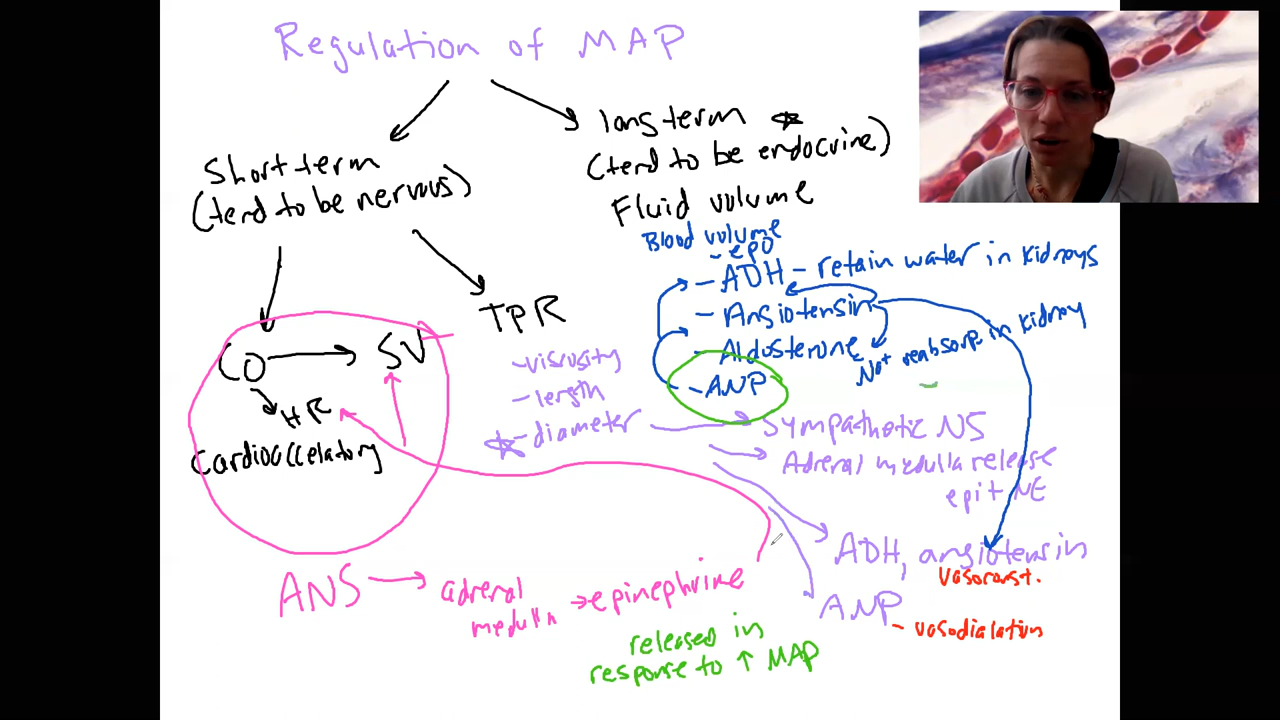 Regulation of MAP
Short term
(tend to be nervous)
long term
(tend to be endocrine)
Fluid volume
Blood volume
- epo
- ADH - retain water in kidneys
- Angiotensin
- Aldosterone
Na+ reabsorp. in kidney
- ANP
CO
SV
HR
Cardioaccelatory
TPR
- viscosity
- length
- diameter
Sympathetic NS
Adrenal medulla release
epi + NE
ADH, angiotensin
Vasoconst.
ANP
- vasodialation
ANS
adrenal
medulla
epinephrine
released in
response to ↑ MAP